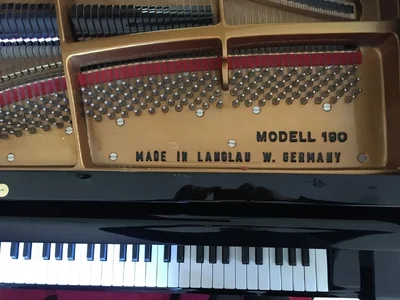 MODELL 190
MADE IN LANGLAU W. GERMANY